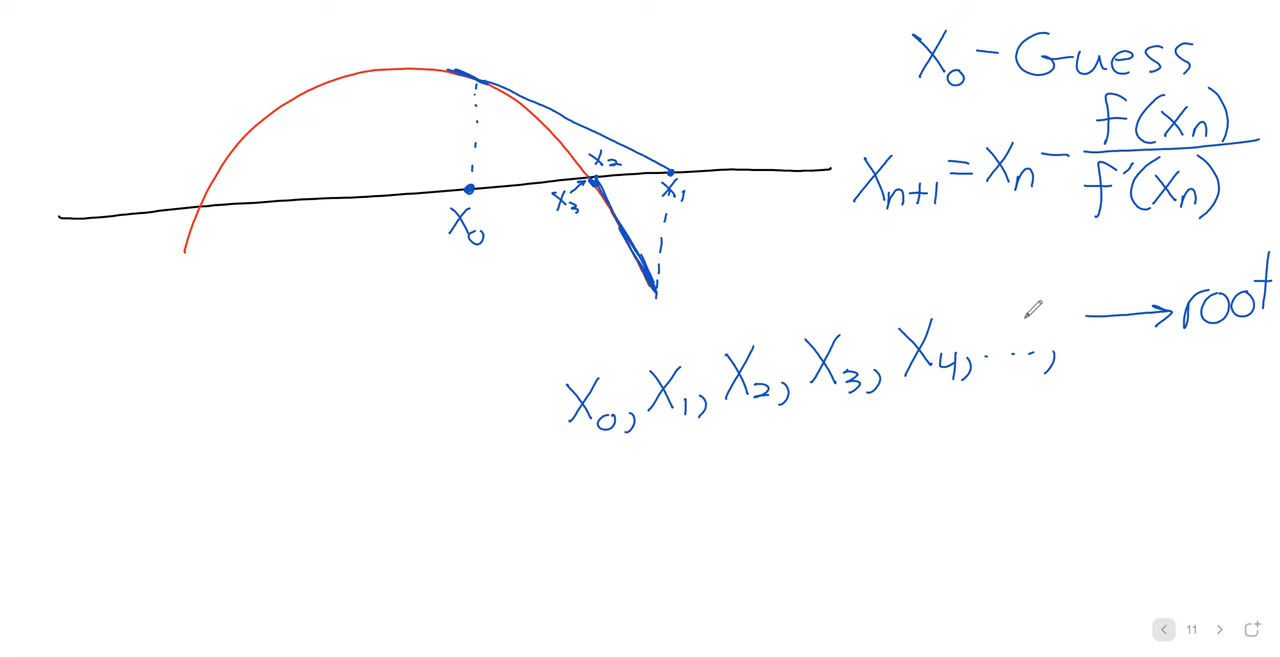 X₀ - Guess
Xₙ₊₁ = Xₙ - f(Xₙ) / f'(Xₙ)
X₂
X₃
X₁
X₀
→ root
X₀, X₁, X₂, X₃, X₄, ...,
11